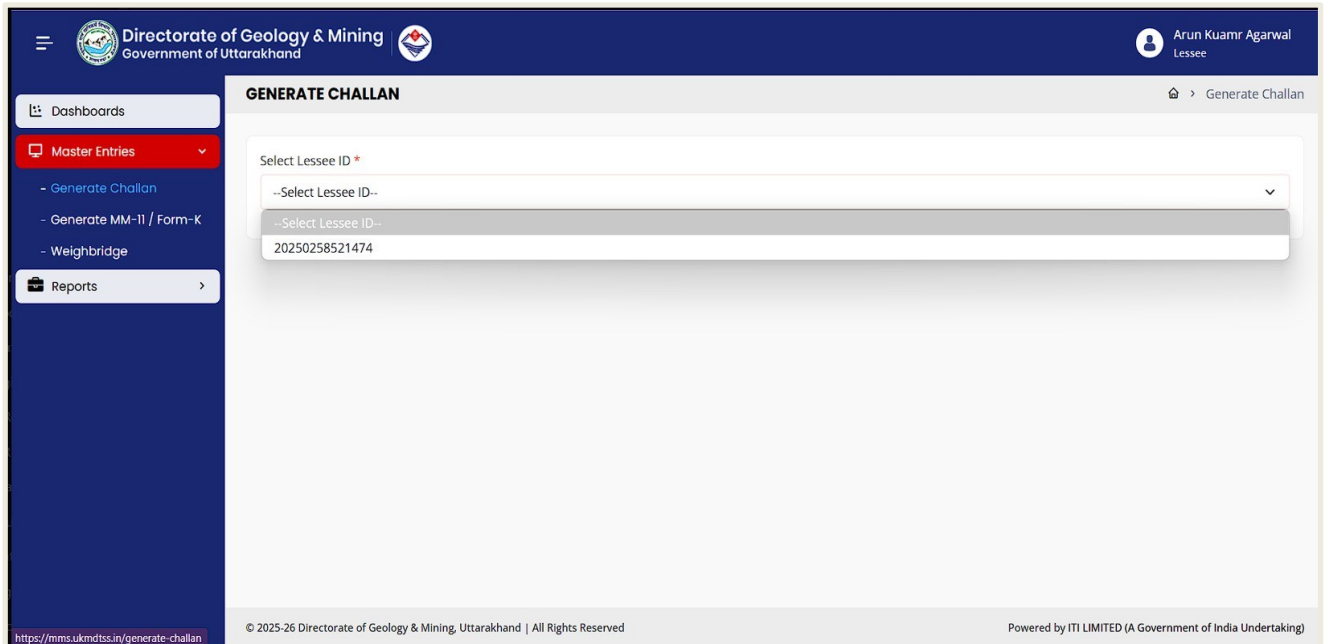 Directorate of Geology & Mining
Government of Uttarakhand
Arun Kuamr Agarwal
Lessee
Dashboards
Master Entries
- Generate Challan
- Generate MM-11 / Form-K
- Weighbridge
Reports
GENERATE CHALLAN
> Generate Challan
Select Lessee ID *
--Select Lessee ID--
--Select Lessee ID--
20250258521474
© 2025-26 Directorate of Geology & Mining, Uttarakhand | All Rights Reserved
Powered by ITI LIMITED (A Government of India Undertaking)
https://mms.ukmdtss.in/generate-challan